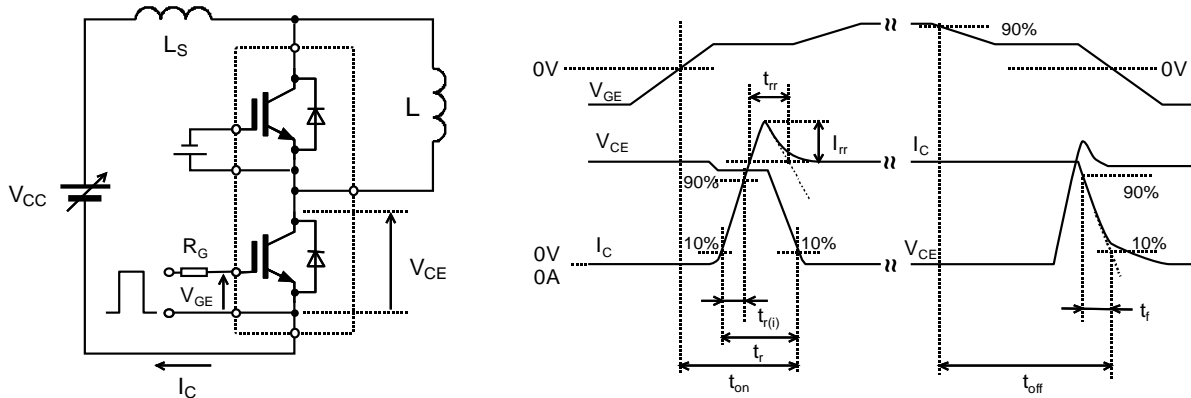 L_S
L
V_CC
R_G
V_GE
V_CE
I_C
0V
V_GE
90%
0V
t_rr
I_rr
V_CE
I_C
90%
90%
0V
0A
I_C
10%
10%
V_CE
10%
t_r(i)
t_r
t_on
t_f
t_off